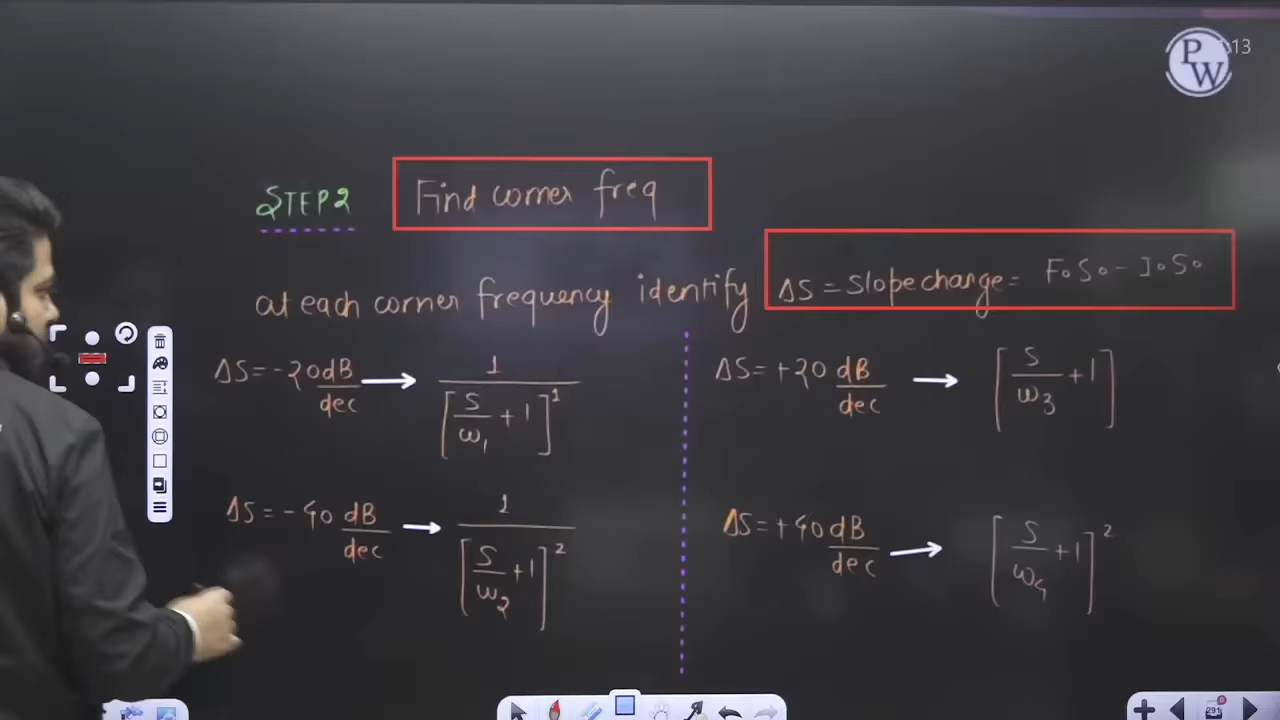 PW
13
STEP 2 Find corner freq
at each corner frequency identify ΔS = Slope change = F.S. - I.S.
ΔS = -20 dB/dec → 1/[S/ω₁ + 1]¹
ΔS = +20 dB/dec → [S/ω₃ + 1]
ΔS = -40 dB/dec → 1/[S/ω₂ + 1]²
ΔS = +40 dB/dec → [S/ω₄ + 1]²
291